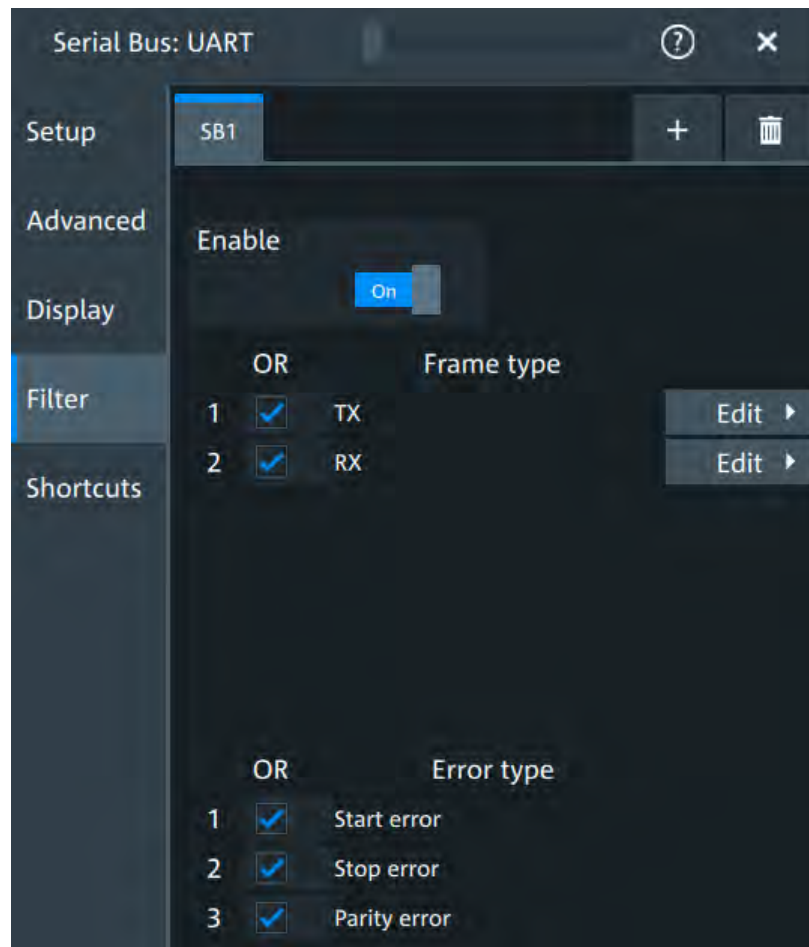 Serial Bus: UART ?
Setup
SB1
Advanced
Enable
On
Display
OR Frame type
Filter
1 TX Edit
2 RX Edit
Shortcuts
OR Error type
1 Start error
2 Stop error
3 Parity error